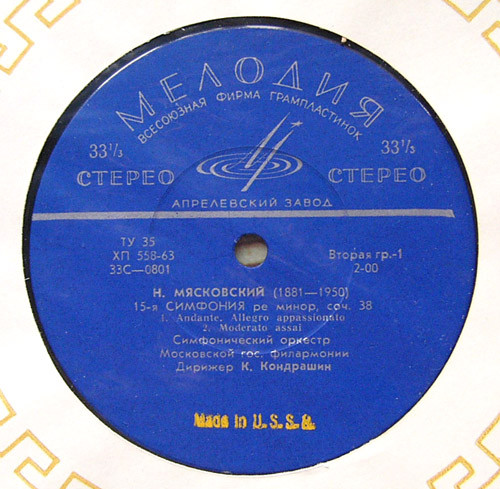 МЕЛОДИЯ
ВСЕСОЮЗНАЯ ФИРМА ГРАМПЛАСТИНОК
33⅓ 33⅓
СТЕРЕО СТЕРЕО
АПРЕЛЕВСКИЙ ЗАВОД
ТУ 35
ХП 558-63 Вторая гр.-1
33С—0801 2-00
Н. МЯСКОВСКИЙ (1881—1950)
15-я СИМФОНИЯ ре минор, соч. 38
1. Andante. Allegro appassionato
2. Moderato assai
Симфонический оркестр
Московской гос. филармонии
Дирижер К. Кондрашин
Made in U.S.S.R.